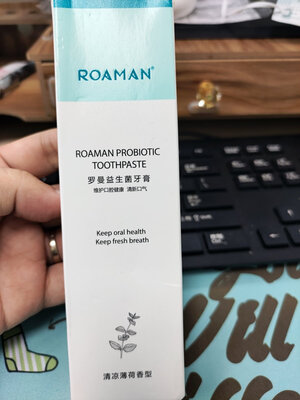 ROAMAN®
ROAMAN PROBIOTIC
TOOTHPASTE
罗曼益生菌牙膏
维护口腔健康 清新口气
Keep oral health
Keep fresh breath
清凉薄荷香型